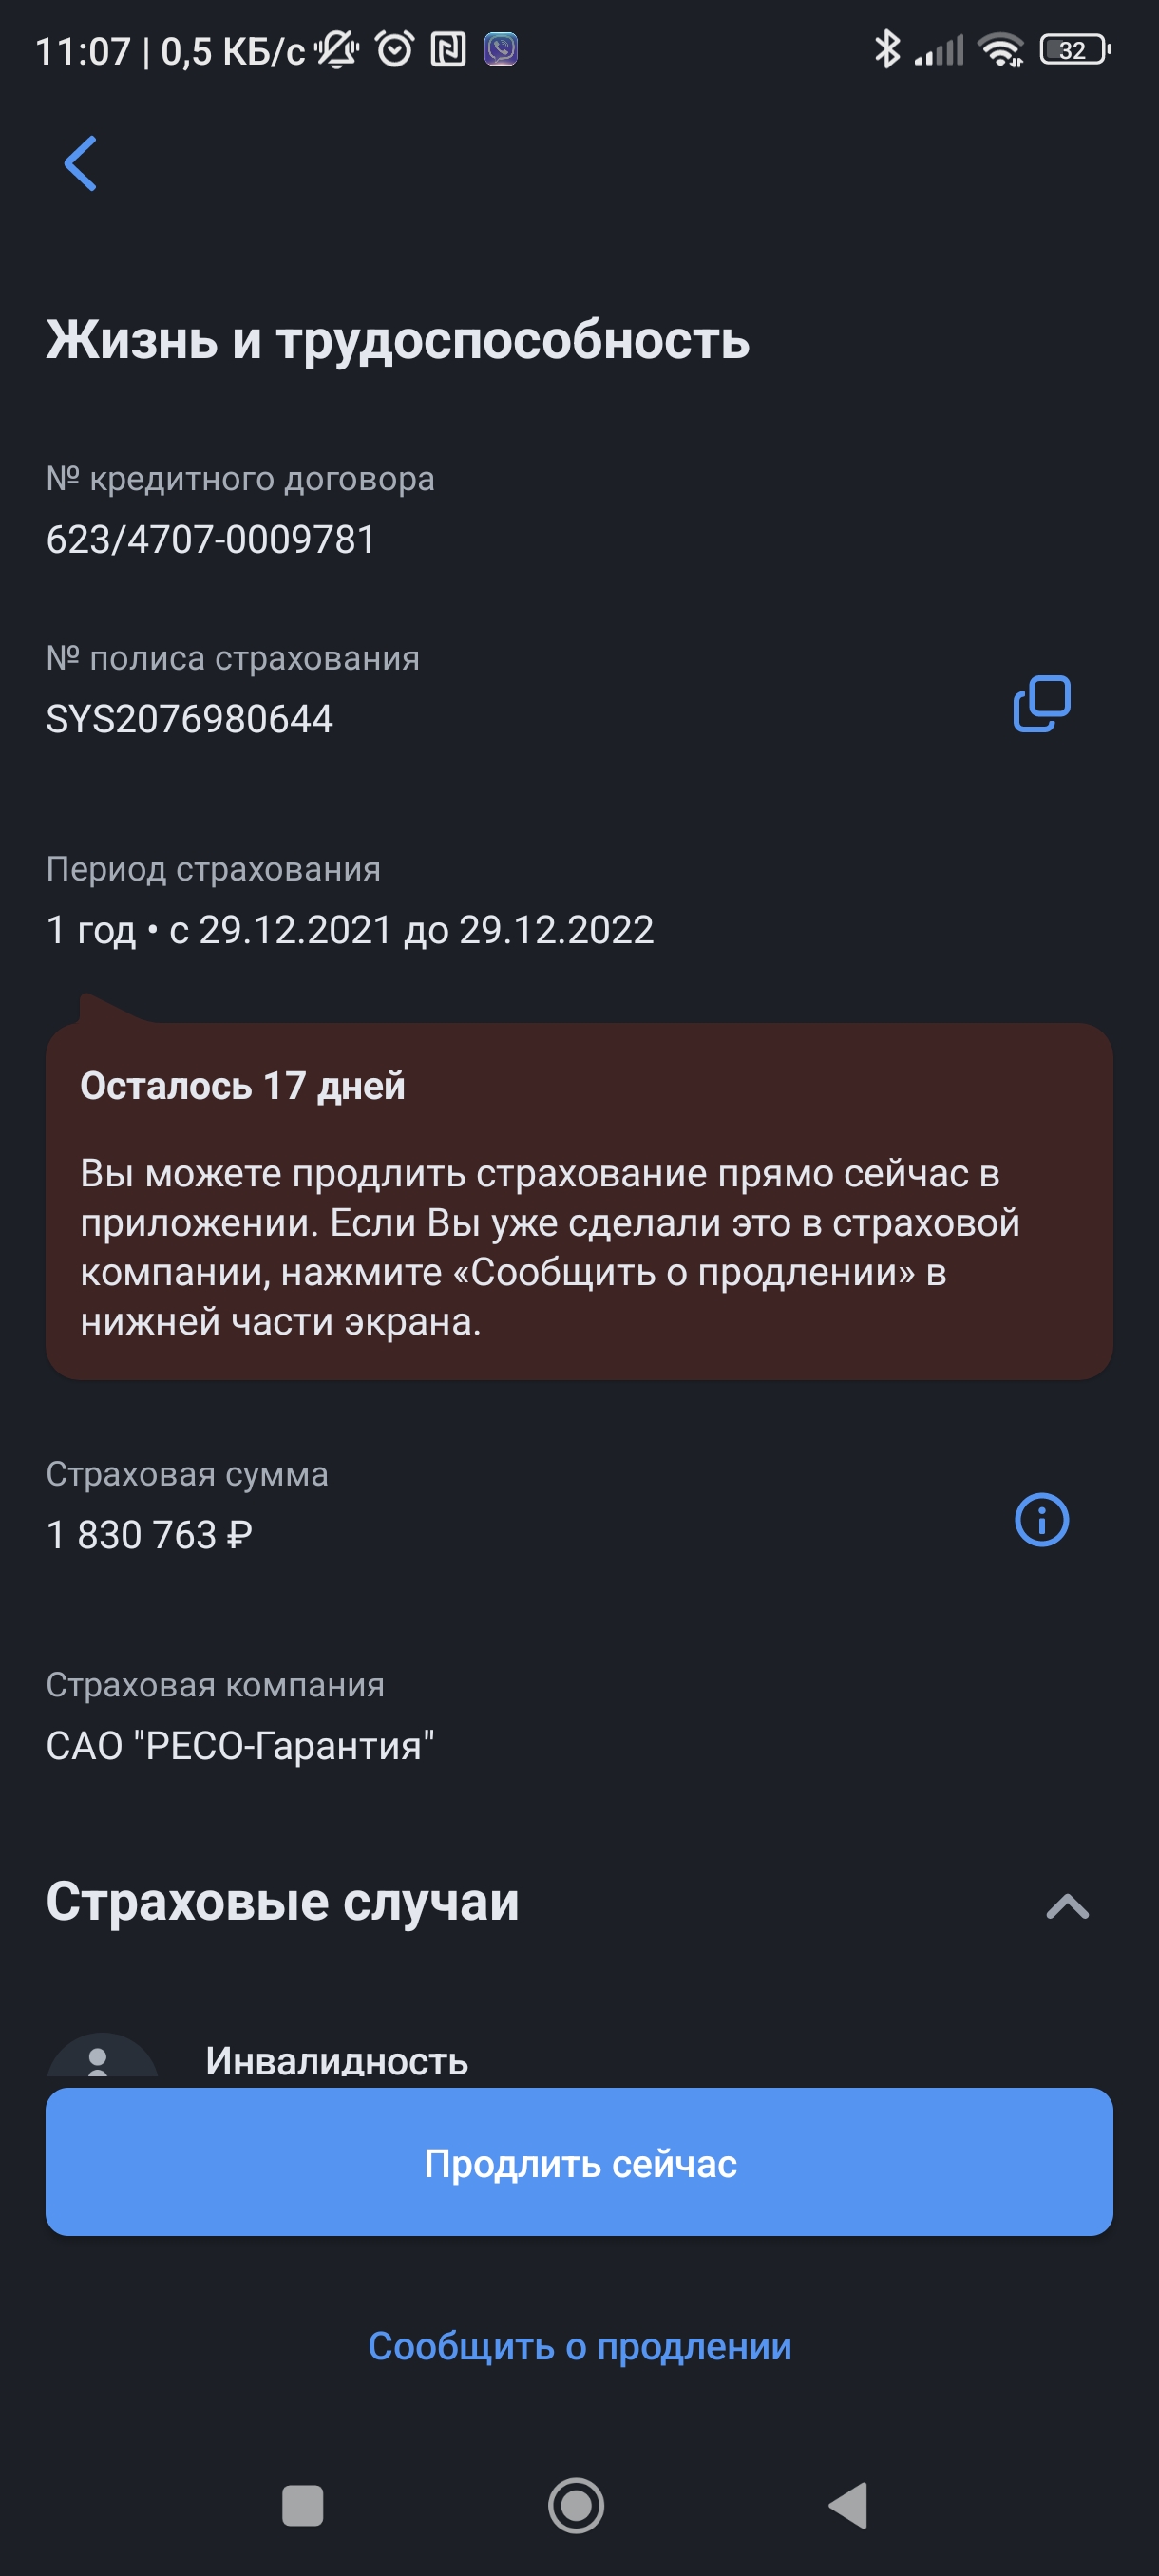 11:07 | 0,5 КБ/с
32
Жизнь и трудоспособность
№ кредитного договора
623/4707-0009781
№ полиса страхования
SYS2076980644
Период страхования
1 год • с 29.12.2021 до 29.12.2022
Осталось 17 дней
Вы можете продлить страхование прямо сейчас в
приложении. Если Вы уже сделали это в страховой
компании, нажмите «Сообщить о продлении» в
нижней части экрана.
Страховая сумма
1 830 763 ₽
Страховая компания
САО "РЕСО-Гарантия"
Страховые случаи
Инвалидность
Продлить сейчас
Сообщить о продлении